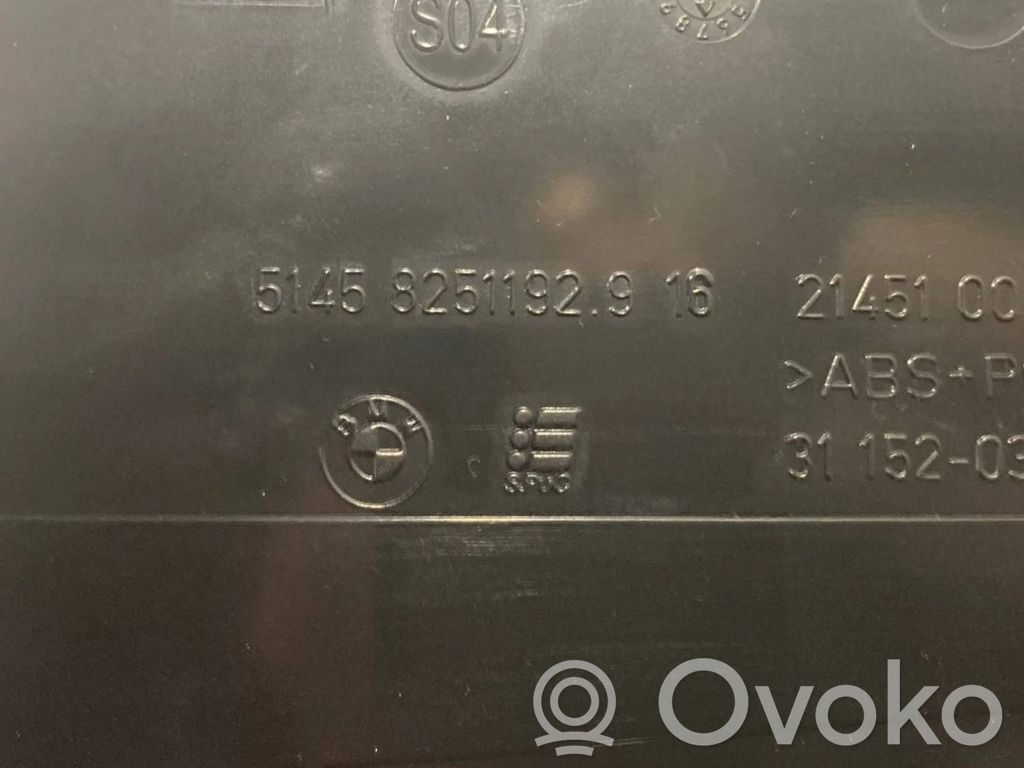 S04
5145 8251192.9 16
21451 00
>ABS+P
31 152-03
BMW
Ovoko